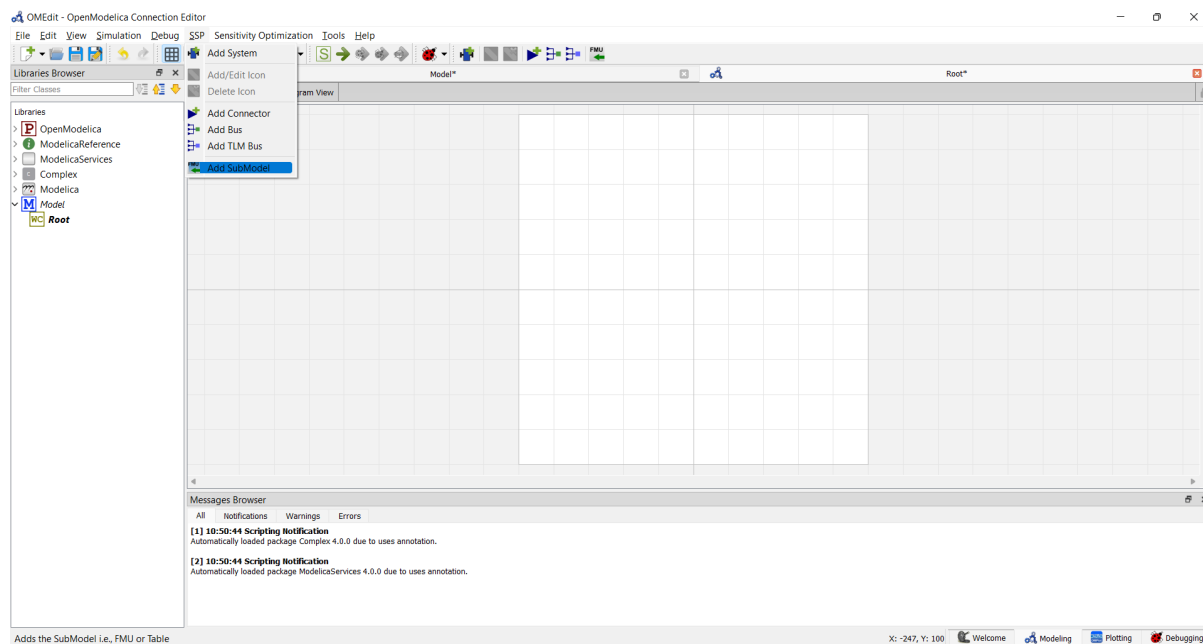 OMEdit - OpenModelica Connection Editor
File Edit View Simulation Debug SSP Sensitivity Optimization Tools Help
S
FMU
Libraries Browser
Filter Classes
Libraries
P OpenModelica
ModelicaReference
ModelicaServices
C Complex
Modelica
M Model
WC Root
Add System
Add/Edit Icon
Delete Icon
Add Connector
Add Bus
Add TLM Bus
FMU Add SubModel
Model*
Root*
gram View
Messages Browser
All Notifications Warnings Errors
[1] 10:50:44 Scripting Notification
Automatically loaded package Complex 4.0.0 due to uses annotation.
[2] 10:50:44 Scripting Notification
Automatically loaded package ModelicaServices 4.0.0 due to uses annotation.
Adds the SubModel i.e., FMU or Table
X: -247, Y: 100 Welcome Modeling Plotting Debugging